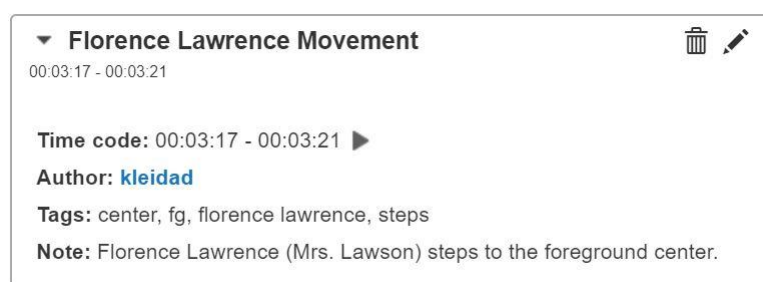 Florence Lawrence Movement
00:03:17 - 00:03:21
Time code: 00:03:17 - 00:03:21
Author: kleidad
Tags: center, fg, florence lawrence, steps
Note: Florence Lawrence (Mrs. Lawson) steps to the foreground center.